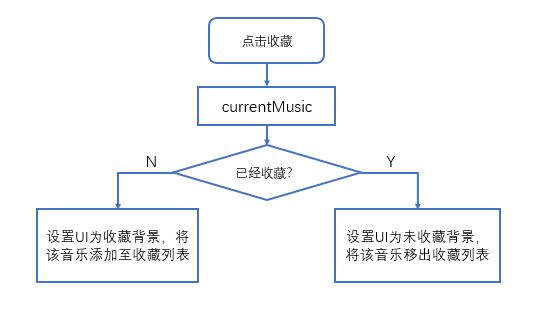 点击收藏
currentMusic
已经收藏？
N
Y
设置UI为收藏背景，将
该音乐添加至收藏列表
设置UI为未收藏背景，
将该音乐移出收藏列表